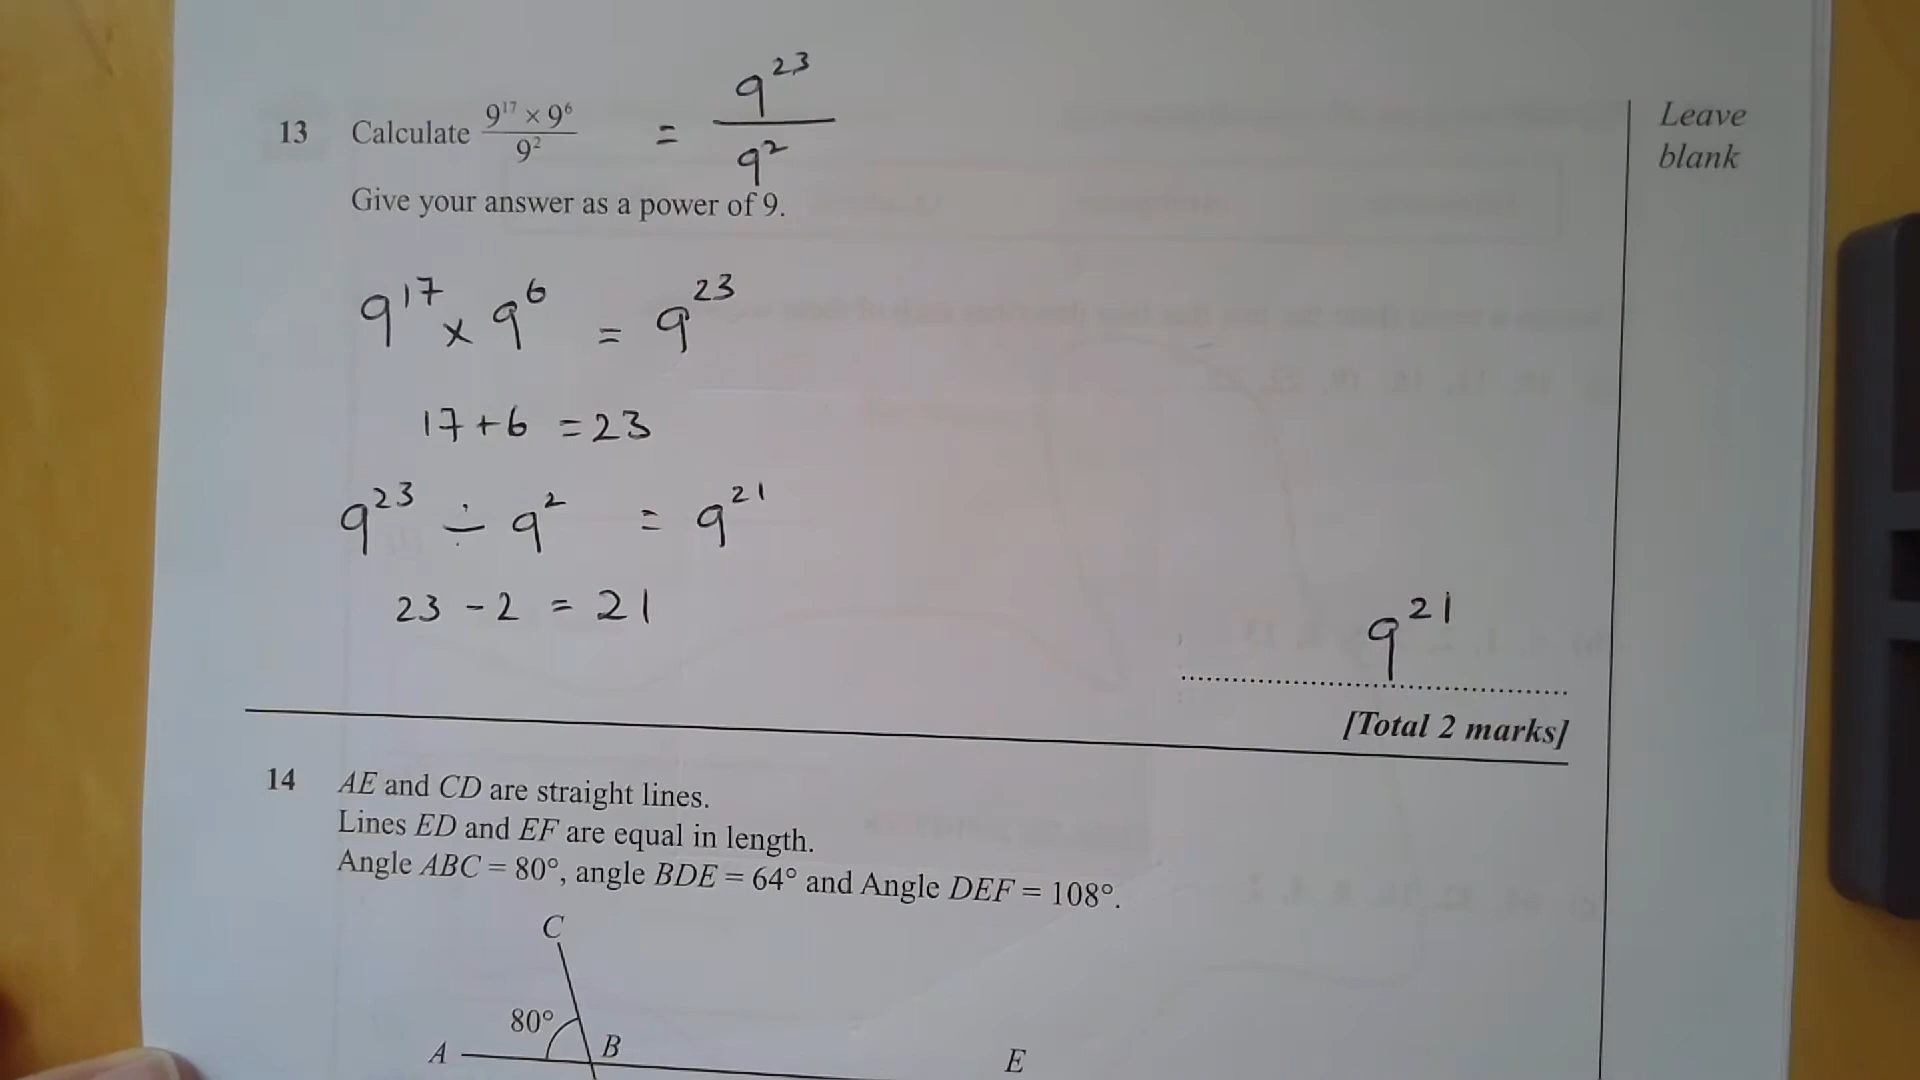 13 Calculate 9¹⁷ × 9⁶ / 9² = 9²³ / 9²
Give your answer as a power of 9.
Leave
blank
9¹⁷ × 9⁶ = 9²³
17 + 6 = 23
9²³ ÷ 9² = 9²¹
23 - 2 = 21
9²¹
[Total 2 marks]
14 AE and CD are straight lines.
Lines ED and EF are equal in length.
Angle ABC = 80°, angle BDE = 64° and Angle DEF = 108°.
C
80°
A
B
E